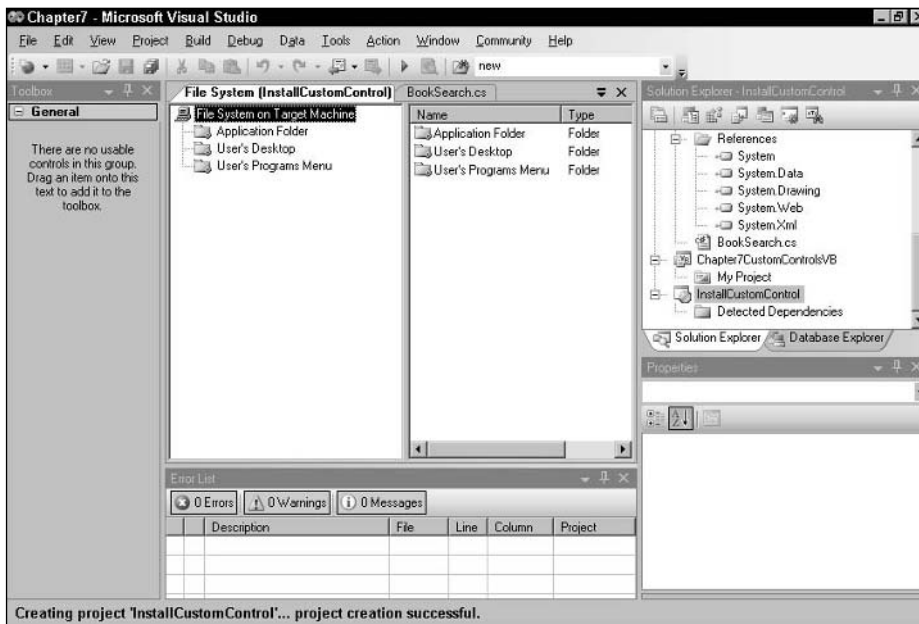 Chapter7 - Microsoft Visual Studio
File Edit View Project Build Debug Data Tools Action Window Community Help
new
Toolbox
General
There are no usable
controls in this group.
Drag an item onto this
text to add it to the
toolbox.
File System (InstallCustomControl) BookSearch.cs
File System on Target Machine
Application Folder
User's Desktop
User's Programs Menu
Name Type
Application Folder Folder
User's Desktop Folder
User's Programs Menu Folder
Solution Explorer - InstallCustomControl
References
System
System.Data
System.Drawing
System.Web
System.Xml
BookSearch.cs
Chapter7CustomControlsVB
My Project
InstallCustomControl
Detected Dependencies
Solution Explorer Database Explorer
Properties
Error List
0 Errors 0 Warnings 0 Messages
Description File Line Column Project
Creating project 'InstallCustomControl'... project creation successful.